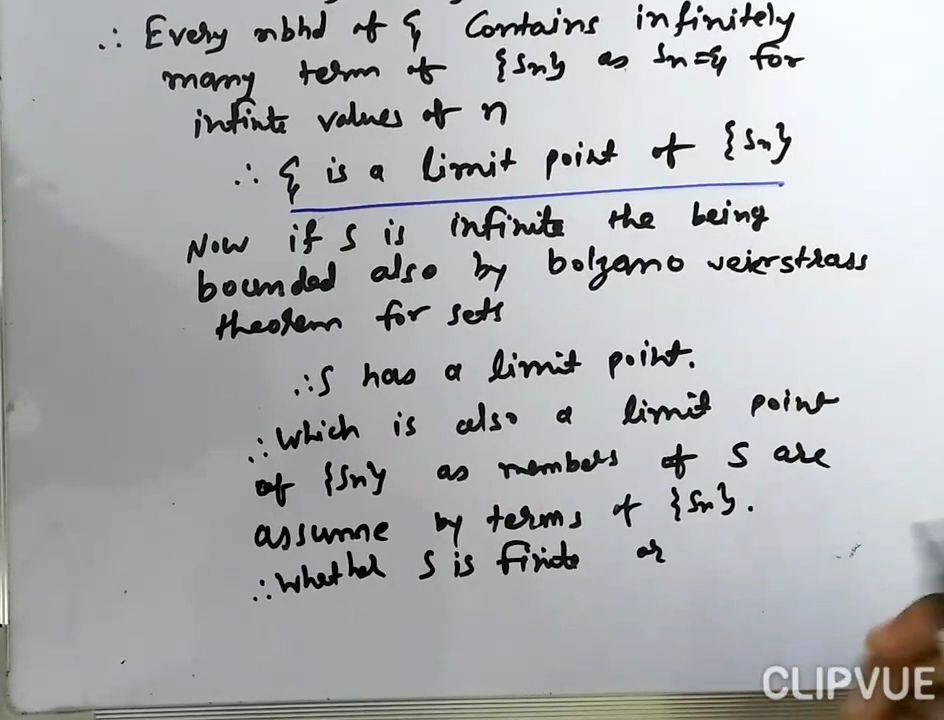 ∴ Every nbhd of ξ Contains infinitely
many term of {Sn} as Sn=ξ for
infinte values of n
∴ ξ is a limit point of {Sn}
Now if S is infinite the being
bounded also by bolzano veierstrass
theorem for sets
∴ S has a limit point.
∴ which is also a limit point
of {Sn} as members of S are
assume by terms of {Sn}.
∴ whether S is finite or
CLIPVUE